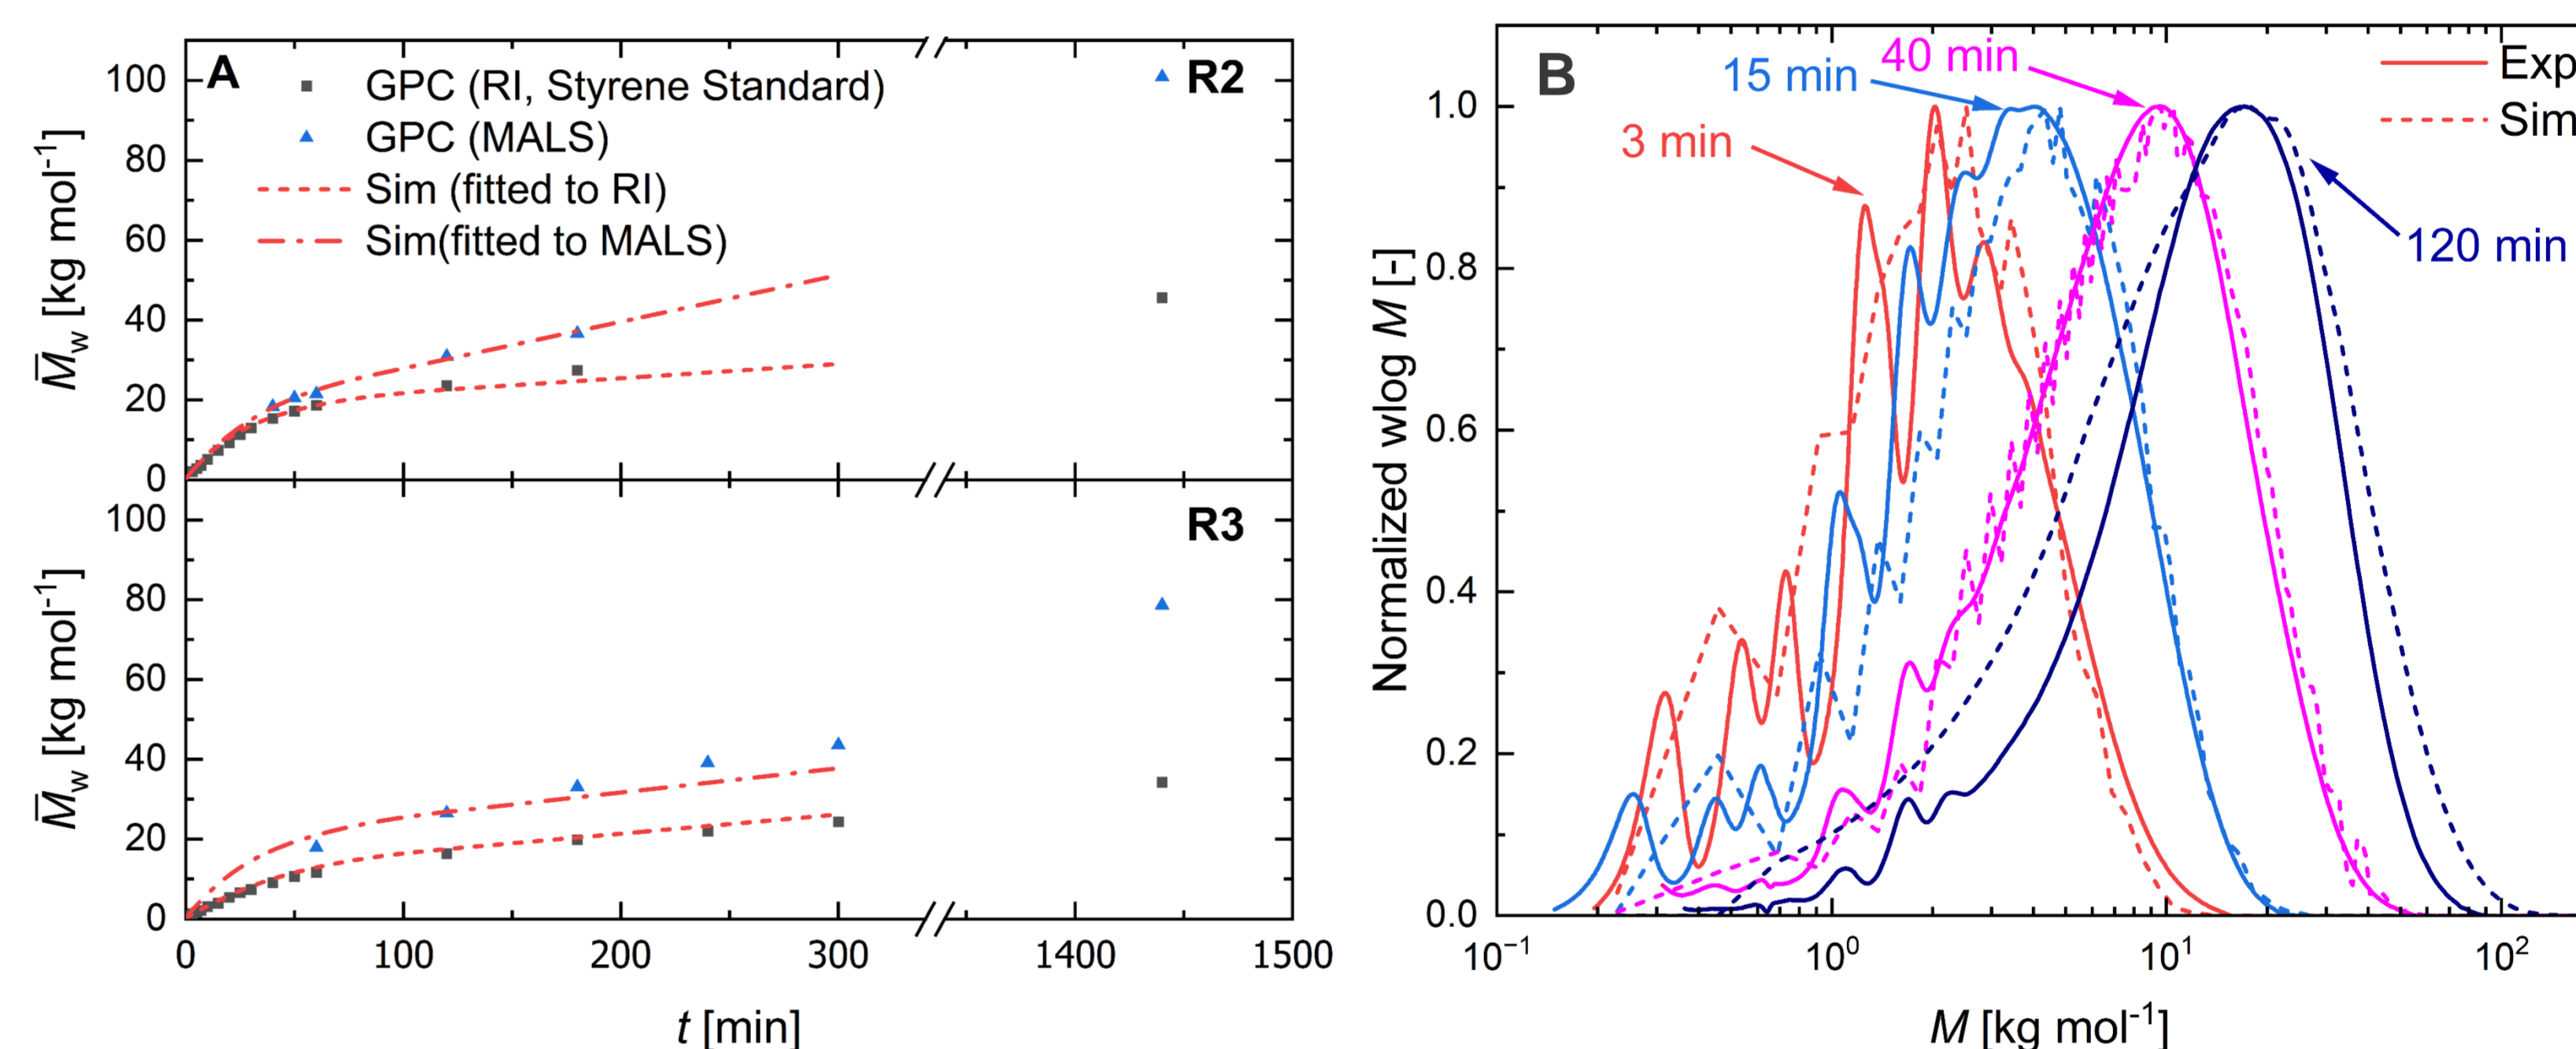 A
R2
GPC (RI, Styrene Standard)
GPC (MALS)
Sim (fitted to RI)
Sim(fitted to MALS)
100
80
60
40
20
0
M̅w [kg mol⁻¹]
R3
100
80
60
40
20
0
M̅w [kg mol⁻¹]
0 100 200 300 1400 1500
t [min]
B
40 min
15 min
3 min
120 min
Exp
Sim
1.0
0.8
0.6
0.4
0.2
0.0
Normalized wlog M [-]
10⁻¹ 10⁰ 10¹ 10²
M [kg mol⁻¹]